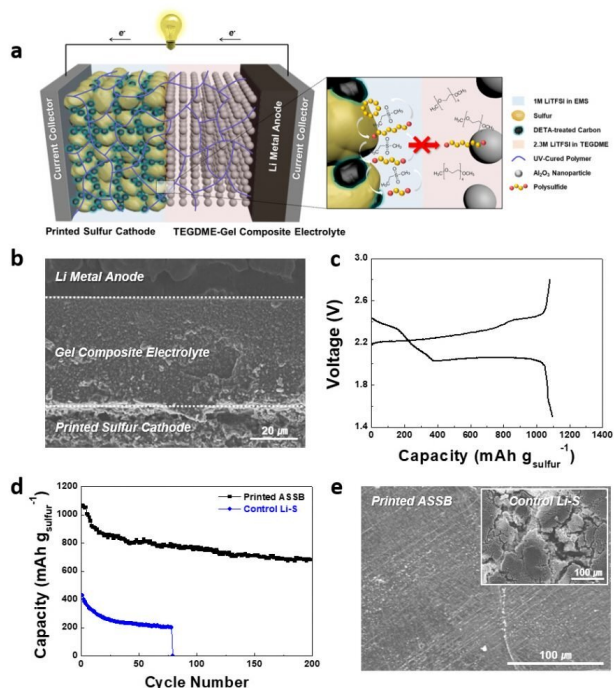 a
e⁻
e⁻
Current Collector
Li Metal Anode
Current Collector
Printed Sulfur Cathode
TEGDME-Gel Composite Electrolyte
1M LiTFSI in EMS
Sulfur
DETA-treated Carbon
2.3M LiTFSI in TEGDME
UV-Cured Polymer
Al₂O₃ Nanoparticle
Polysulfide
b
Li Metal Anode
Gel Composite Electrolyte
Printed Sulfur Cathode
20 μm
c
Voltage (V)
3.0
2.6
2.2
1.8
1.4
0 200 400 600 800 1000 1200 1400
Capacity (mAh g_sulfur⁻¹)
d
Capacity (mAh g_sulfur⁻¹)
1200
1000
800
600
400
200
0
Printed ASSB
Control Li-S
0 50 100 150 200
Cycle Number
e
Printed ASSB
Control Li-S
100 μm
100 μm